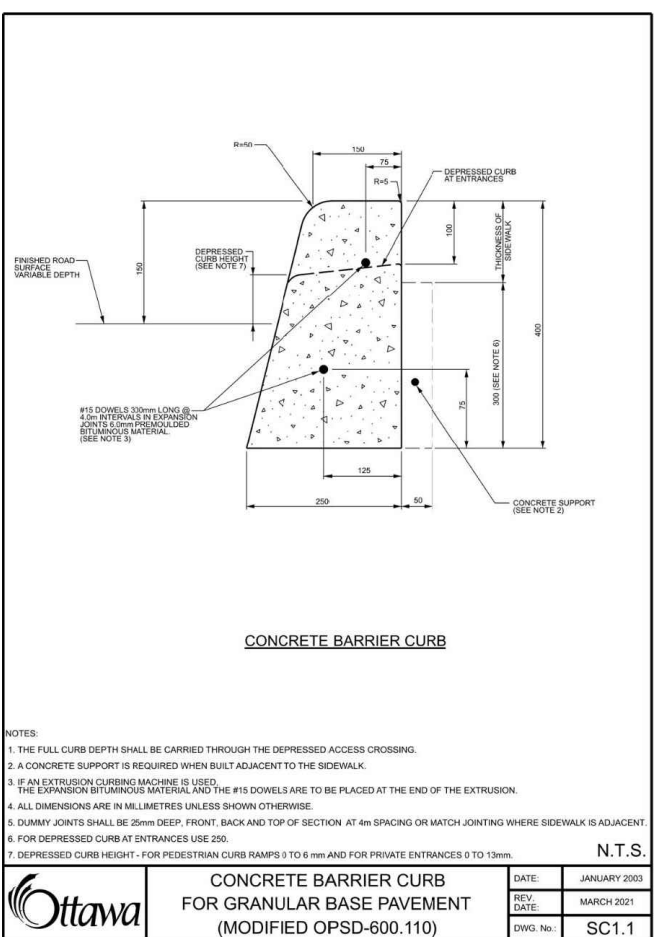 R=50
150
75
R=5
DEPRESSED CURB
AT ENTRANCES
FINISHED ROAD
SURFACE
VARIABLE DEPTH
150
DEPRESSED
CURB HEIGHT
(SEE NOTE 7)
100
THICKNESS OF
SIDEWALK
400
300 (SEE NOTE 6)
75
#15 DOWELS 300mm LONG @
4.0m INTERVALS IN EXPANSION
JOINTS 6.0mm PREMOULDED
BITUMINOUS MATERIAL.
(SEE NOTE 3)
125
250
50
CONCRETE SUPPORT
(SEE NOTE 2)
CONCRETE BARRIER CURB
NOTES:
1. THE FULL CURB DEPTH SHALL BE CARRIED THROUGH THE DEPRESSED ACCESS CROSSING.
2. A CONCRETE SUPPORT IS REQUIRED WHEN BUILT ADJACENT TO THE SIDEWALK.
3. IF AN EXTRUSION CURBING MACHINE IS USED,
THE EXPANSION BITUMINOUS MATERIAL AND THE #15 DOWELS ARE TO BE PLACED AT THE END OF THE EXTRUSION.
4. ALL DIMENSIONS ARE IN MILLIMETRES UNLESS SHOWN OTHERWISE.
5. DUMMY JOINTS SHALL BE 25mm DEEP, FRONT, BACK AND TOP OF SECTION AT 4m SPACING OR MATCH JOINTING WHERE SIDEWALK IS ADJACENT.
6. FOR DEPRESSED CURB AT ENTRANCES USE 250.
7. DEPRESSED CURB HEIGHT - FOR PEDESTRIAN CURB RAMPS 0 TO 6 mm AND FOR PRIVATE ENTRANCES 0 TO 13mm.
N.T.S.
Ottawa
CONCRETE BARRIER CURB
FOR GRANULAR BASE PAVEMENT
(MODIFIED OPSD-600.110)
DATE: JANUARY 2003
REV. DATE: MARCH 2021
DWG. No.: SC1.1